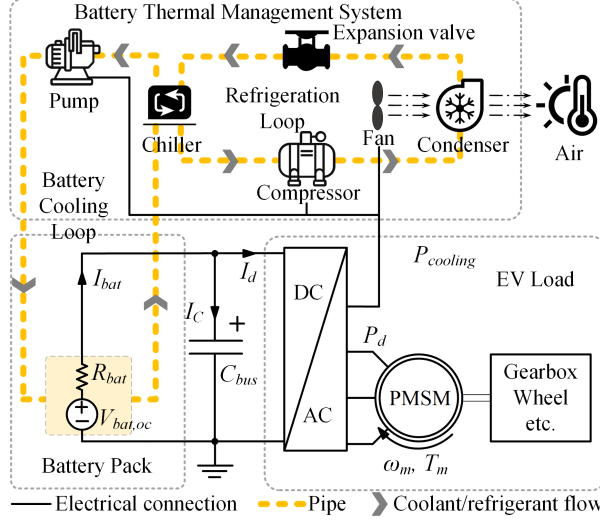 Battery Thermal Management System
Expansion valve
Pump
Refrigeration
Loop
Chiller
Fan
Condenser
Air
Compressor
Battery
Cooling
Loop
P_cooling
EV Load
I_bat
I_d
DC
I_C
+
C_bus
P_d
R_bat
V_bat,oc
+
−
AC
PMSM
Gearbox
Wheel
etc.
ω_m, T_m
Battery Pack
Electrical connection
Pipe
Coolant/refrigerant flow